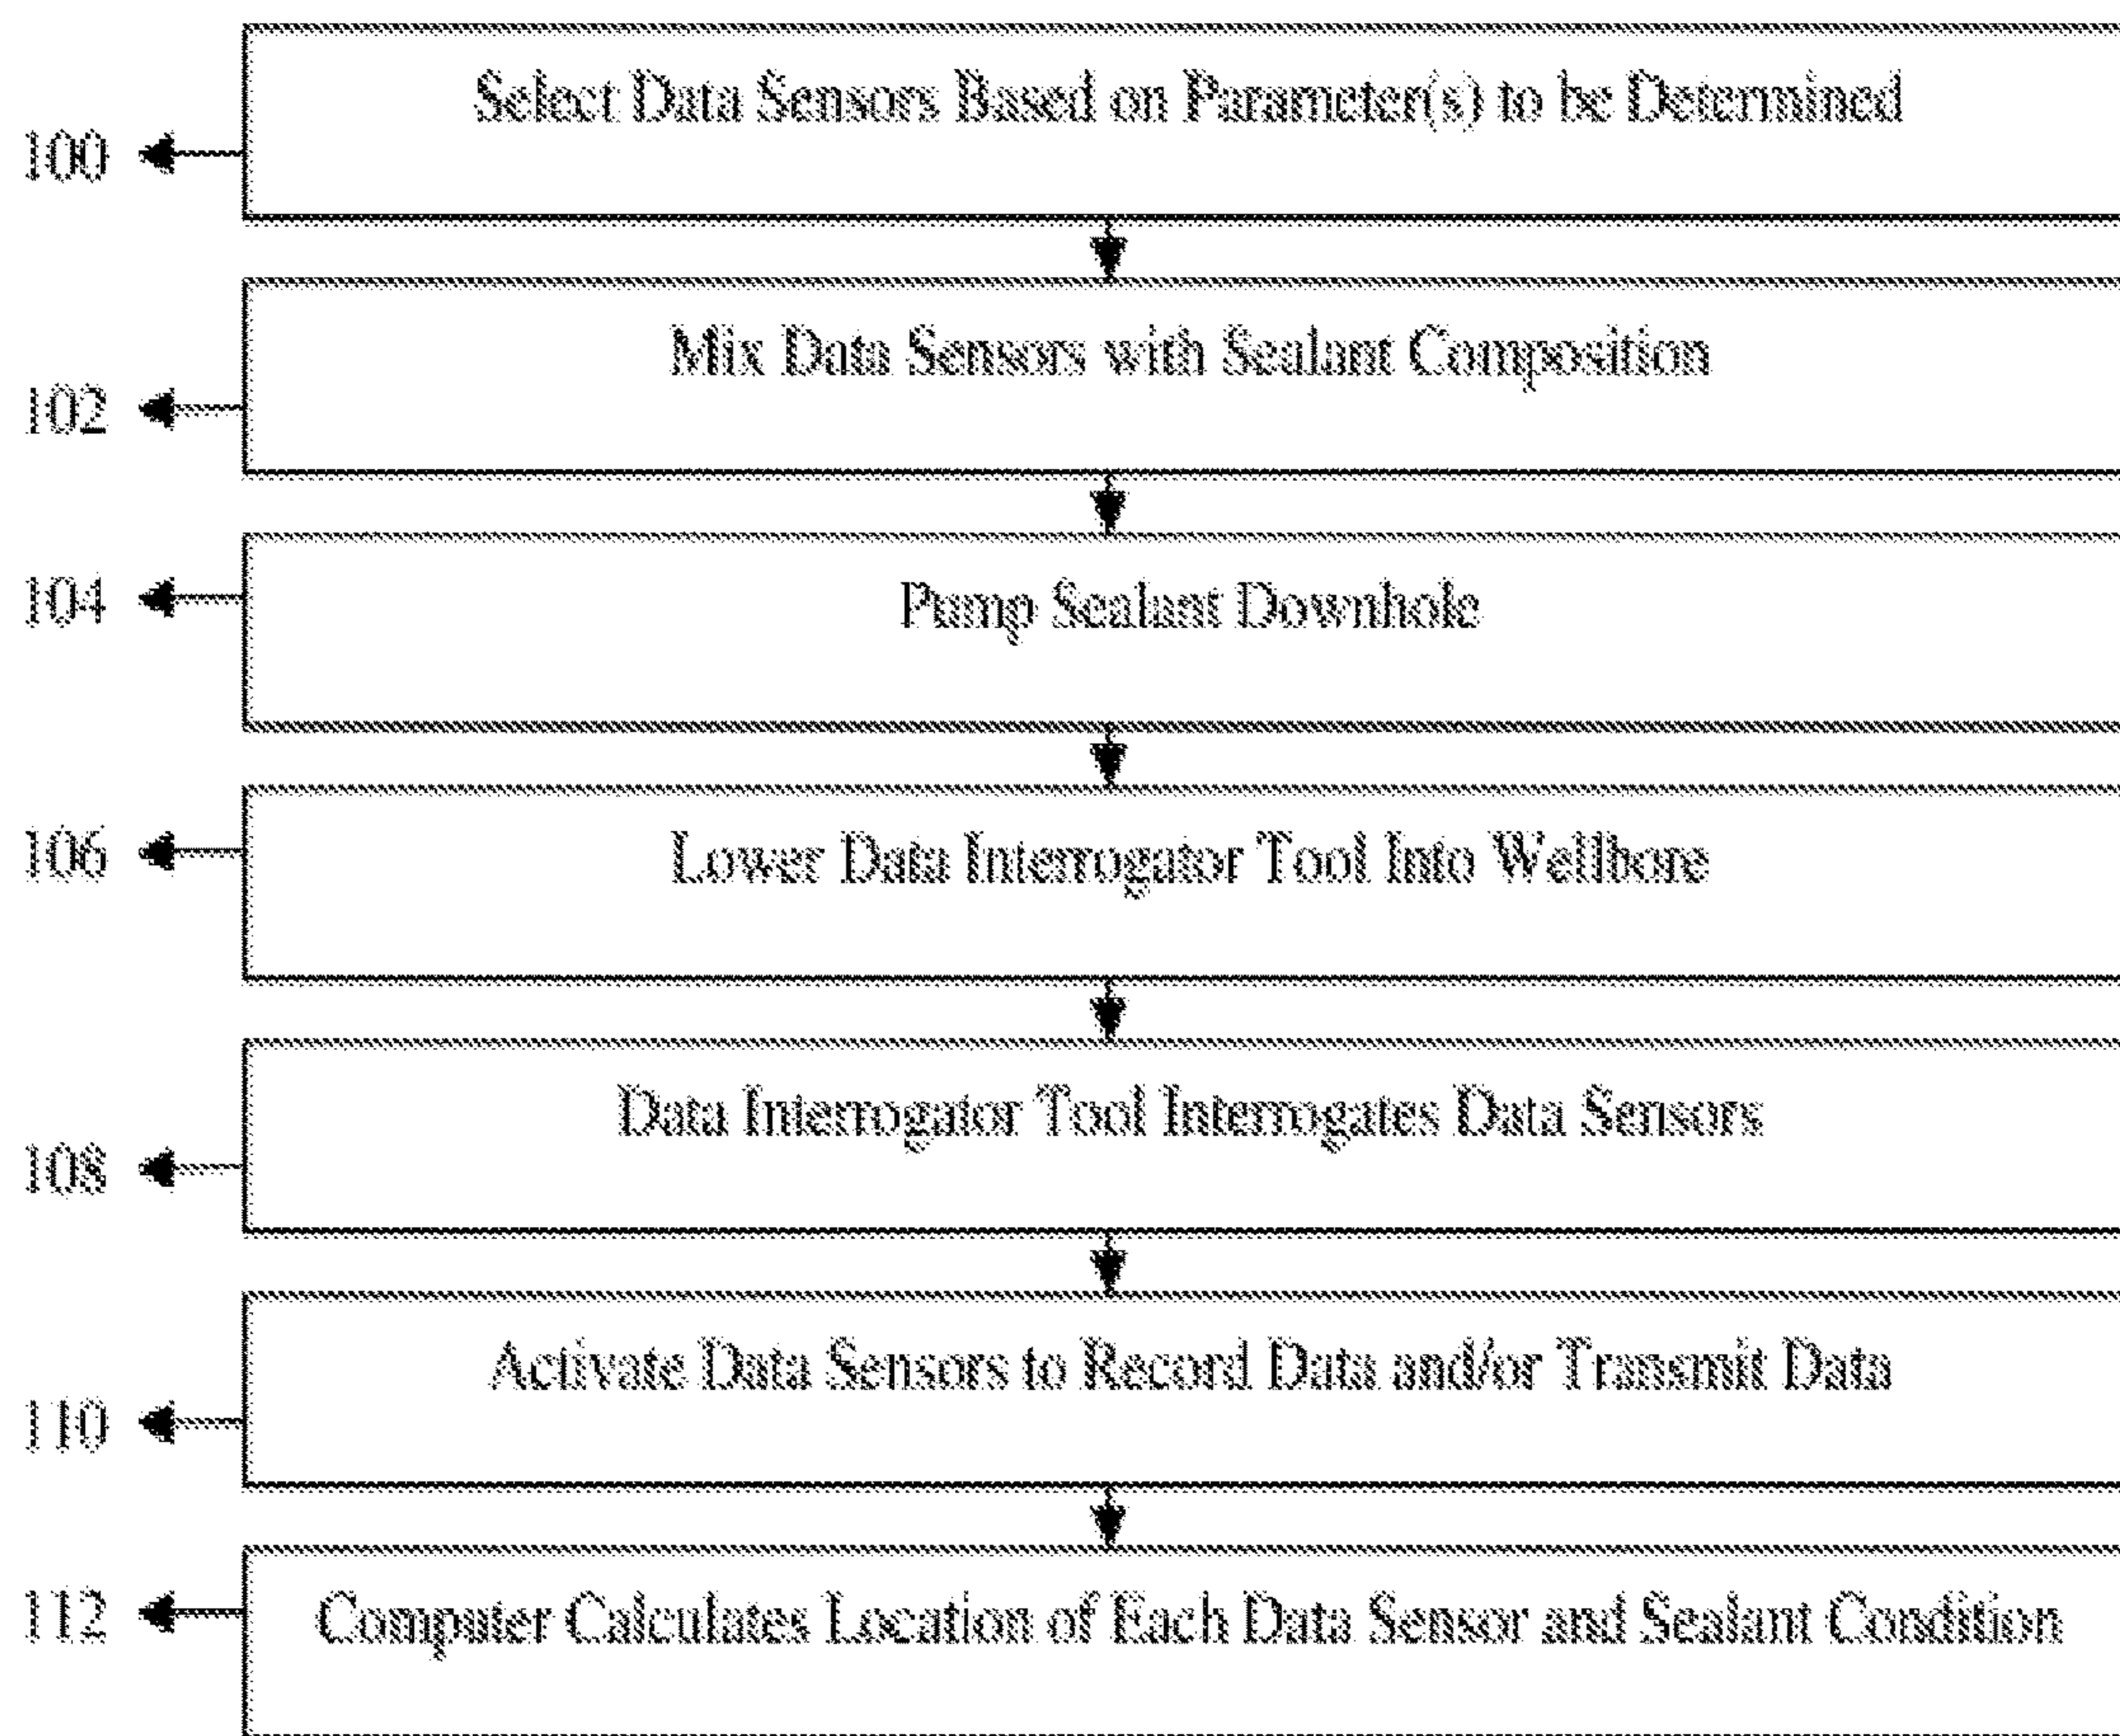 Select Data Sensors Based on Parameter(s) to be Determined
100
Mix Data Sensors with Sealant Composition
102
Pump Sealant Downhole
104
Lower Data Interrogator Tool Into Wellbore
106
Data Interrogator Tool Interrogates Data Sensors
108
Activate Data Sensors to Record Data and/or Transmit Data
110
Computer Calculates Location of Each Data Sensor and Sealant Condition
112